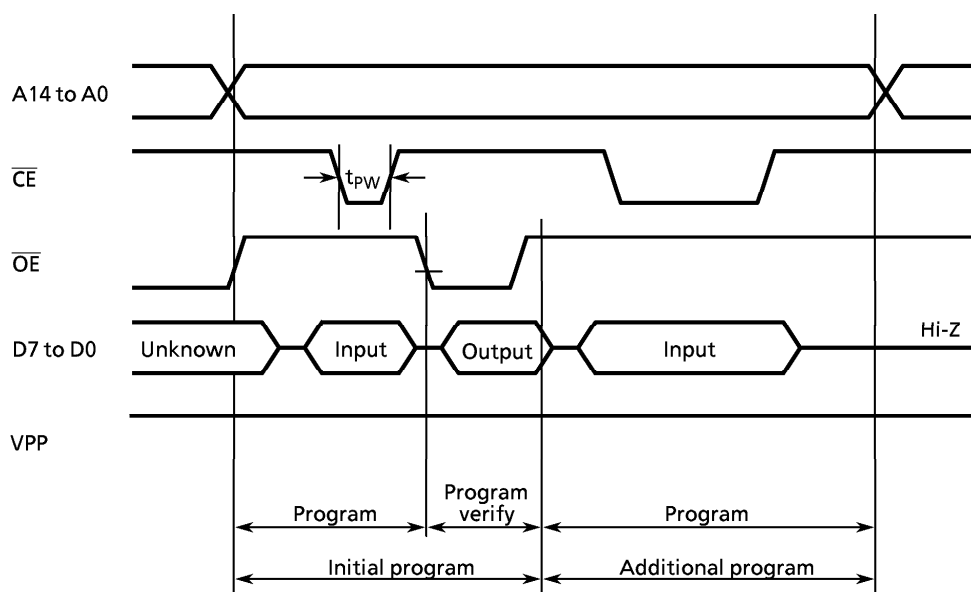 A14 to A0
CE
tPW
OE
D7 to D0
Unknown
Input
Output
Input
Hi-Z
VPP
Program
Program
verify
Program
Initial program
Additional program